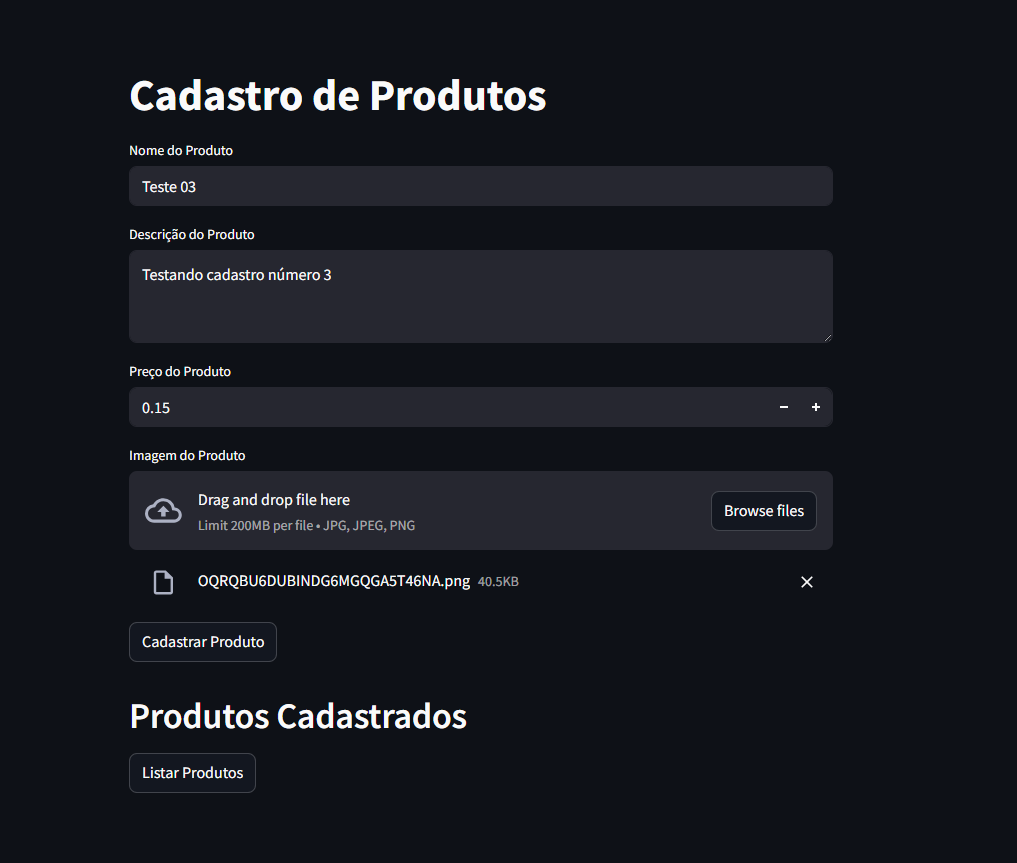 Cadastro de Produtos
Nome do Produto
Teste 03
Descrição do Produto
Testando cadastro número 3
Preço do Produto
0.15
Imagem do Produto
Drag and drop file here
Limit 200MB per file • JPG, JPEG, PNG
Browse files
OQRQBU6DUBINDG6MGQGA5T46NA.png 40.5KB
Cadastrar Produto
Produtos Cadastrados
Listar Produtos